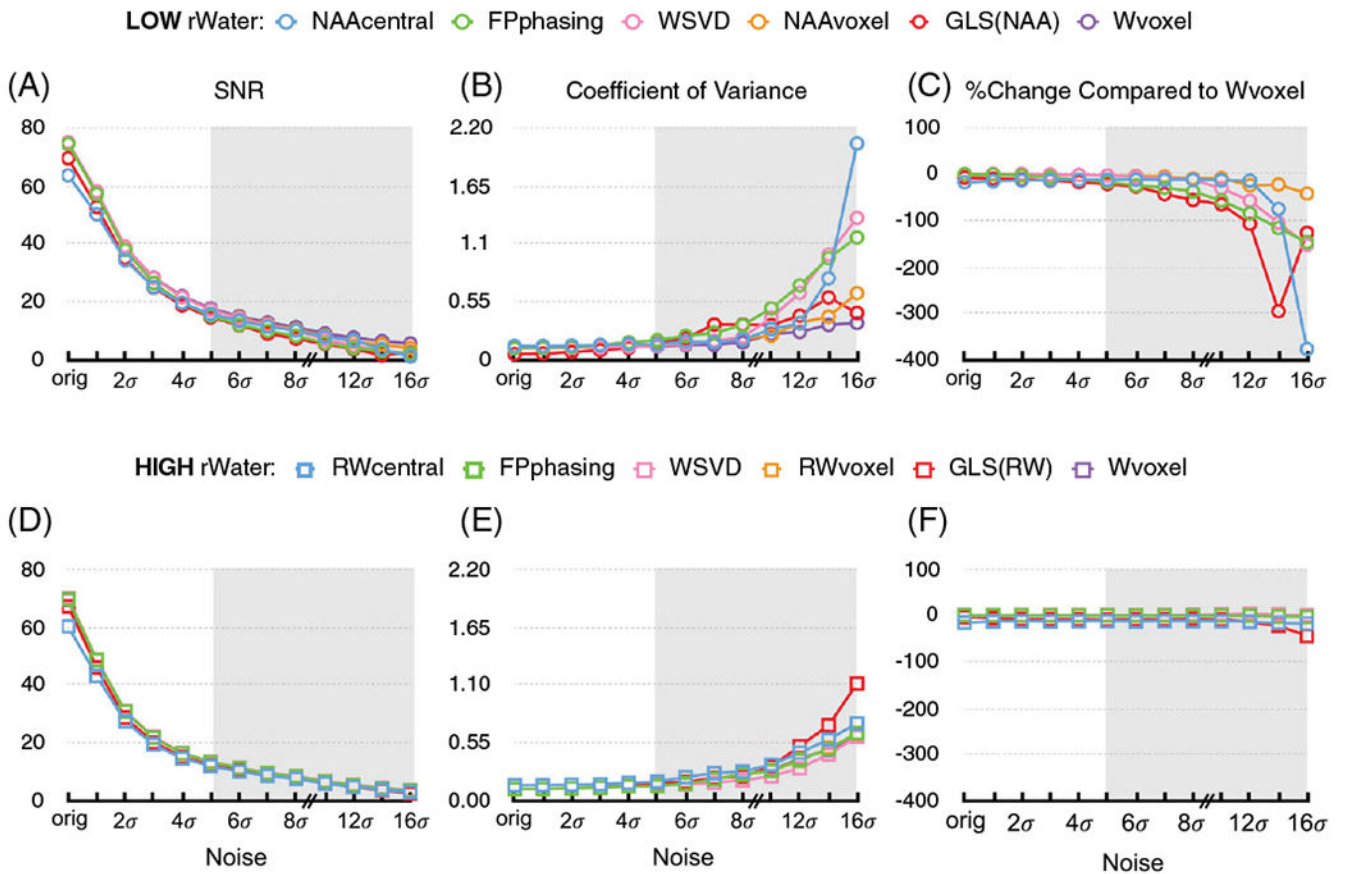 LOW rWater: NAAcentral FPphasing WSVD NAAvoxel GLS(NAA) Wvoxel
(A) SNR
80
60
40
20
0
orig 2σ 4σ 6σ 8σ 12σ 16σ
(B) Coefficient of Variance
2.20
1.65
1.1
0.55
0
orig 2σ 4σ 6σ 8σ 12σ 16σ
(C) %Change Compared to Wvoxel
100
0
-100
-200
-300
-400
orig 2σ 4σ 6σ 8σ 12σ 16σ
HIGH rWater: RWcentral FPphasing WSVD RWvoxel GLS(RW) Wvoxel
(D)
80
60
40
20
0
orig 2σ 4σ 6σ 8σ 12σ 16σ
Noise
(E)
2.20
1.65
1.10
0.55
0.00
orig 2σ 4σ 6σ 8σ 12σ 16σ
Noise
(F)
100
0
-100
-200
-300
-400
orig 2σ 4σ 6σ 8σ 12σ 16σ
Noise